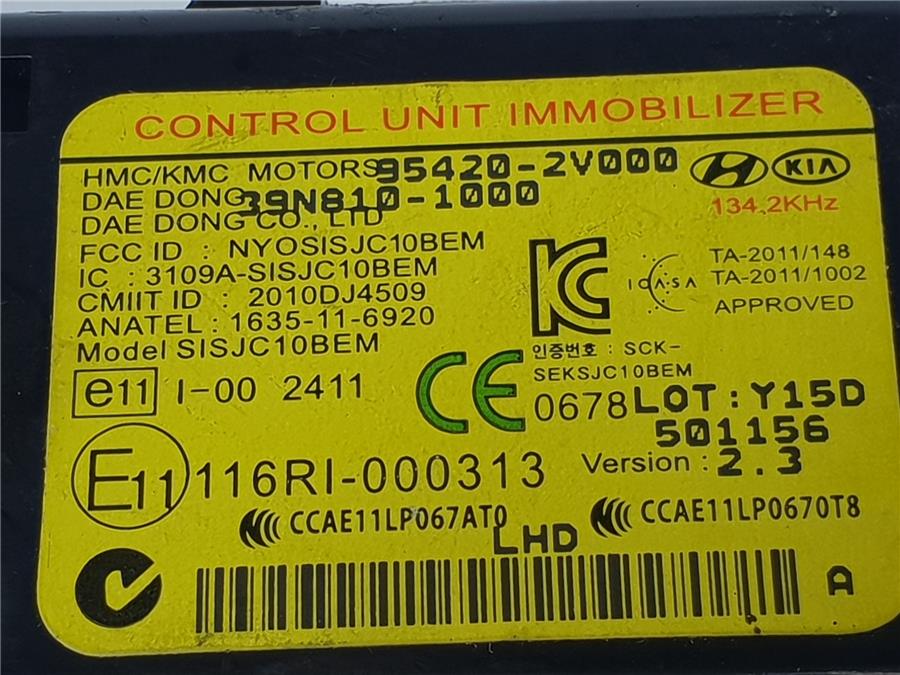 CONTROL UNIT IMMOBILIZER
HMC/KMC MOTORS 95420-2V000
KIA
DAE DONG 39N810-1000
134.2KHz
DAE DONG CO., LTD
FCC ID : NYOSISJC10BEM
IC : 3109A-SISJC10BEM
CMIIT ID : 2010DJ4509
ANATEL : 1635-11-6920
Model SISJC10BEM
ICASA
TA-2011/148
TA-2011/1002
APPROVED
인증번호 : SCK-
SEKSJC10BEM
e11 I-00 2411
CE 0678 LOT : Y15D
501156
E11 116RI-000313
Version : 2.3
CCAE11LP067AT0
CCAE11LP0670T8
LHD
A